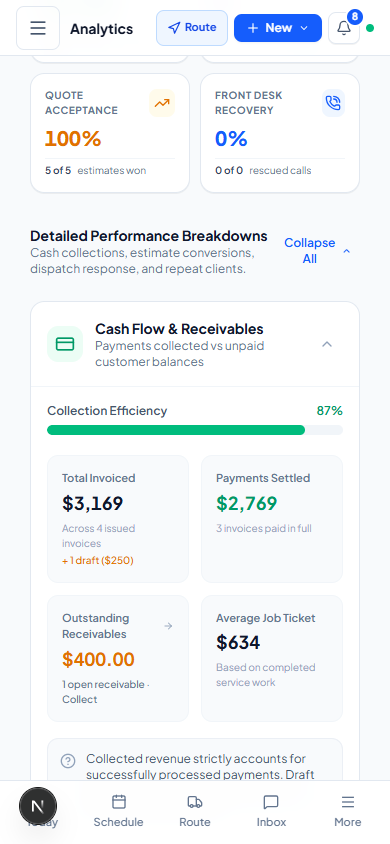 Analytics
Route
New
8
QUOTE
ACCEPTANCE
100%
5 of 5 estimates won
FRONT DESK
RECOVERY
0%
0 of 0 rescued calls
Detailed Performance Breakdowns
Cash collections, estimate conversions,
dispatch response, and repeat clients.
Collapse
All
Cash Flow & Receivables
Payments collected vs unpaid
customer balances
Collection Efficiency
87%
Total Invoiced
$3,169
Across 4 issued
invoices
+ 1 draft ($250)
Payments Settled
$2,769
3 invoices paid in full
Outstanding
Receivables
$400.00
1 open receivable ·
Collect
Average Job Ticket
$634
Based on completed
service work
Collected revenue strictly accounts for
successfully processed payments. Draft
N
Schedule
Route
Inbox
More